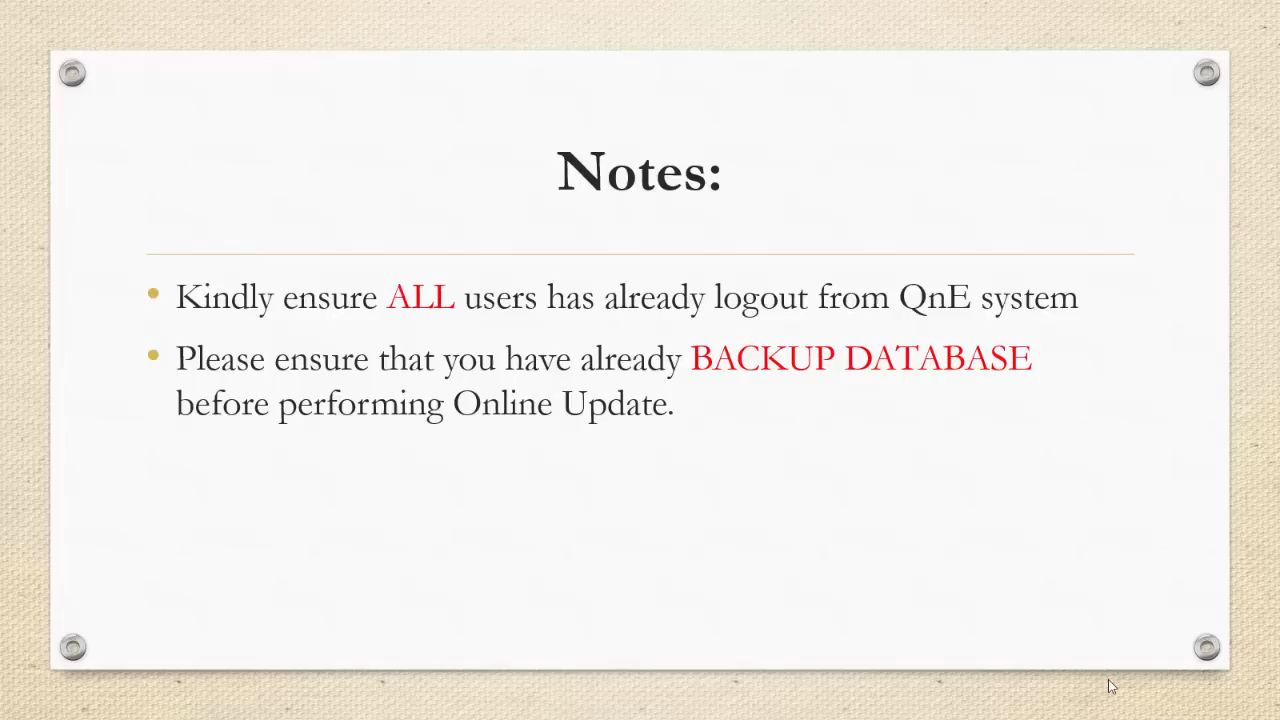 Notes:
Kindly ensure ALL users has already logout from QnE system
Please ensure that you have already BACKUP DATABASE
before performing Online Update.